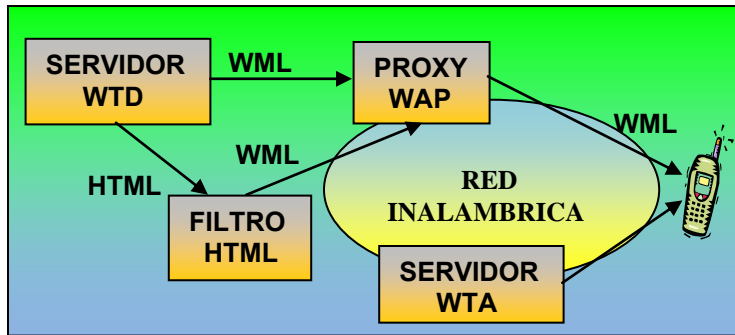 SERVIDOR
WTD
WML
PROXY
WAP
WML
WML
HTML
FILTRO
HTML
RED
INALAMBRICA
SERVIDOR
WTA